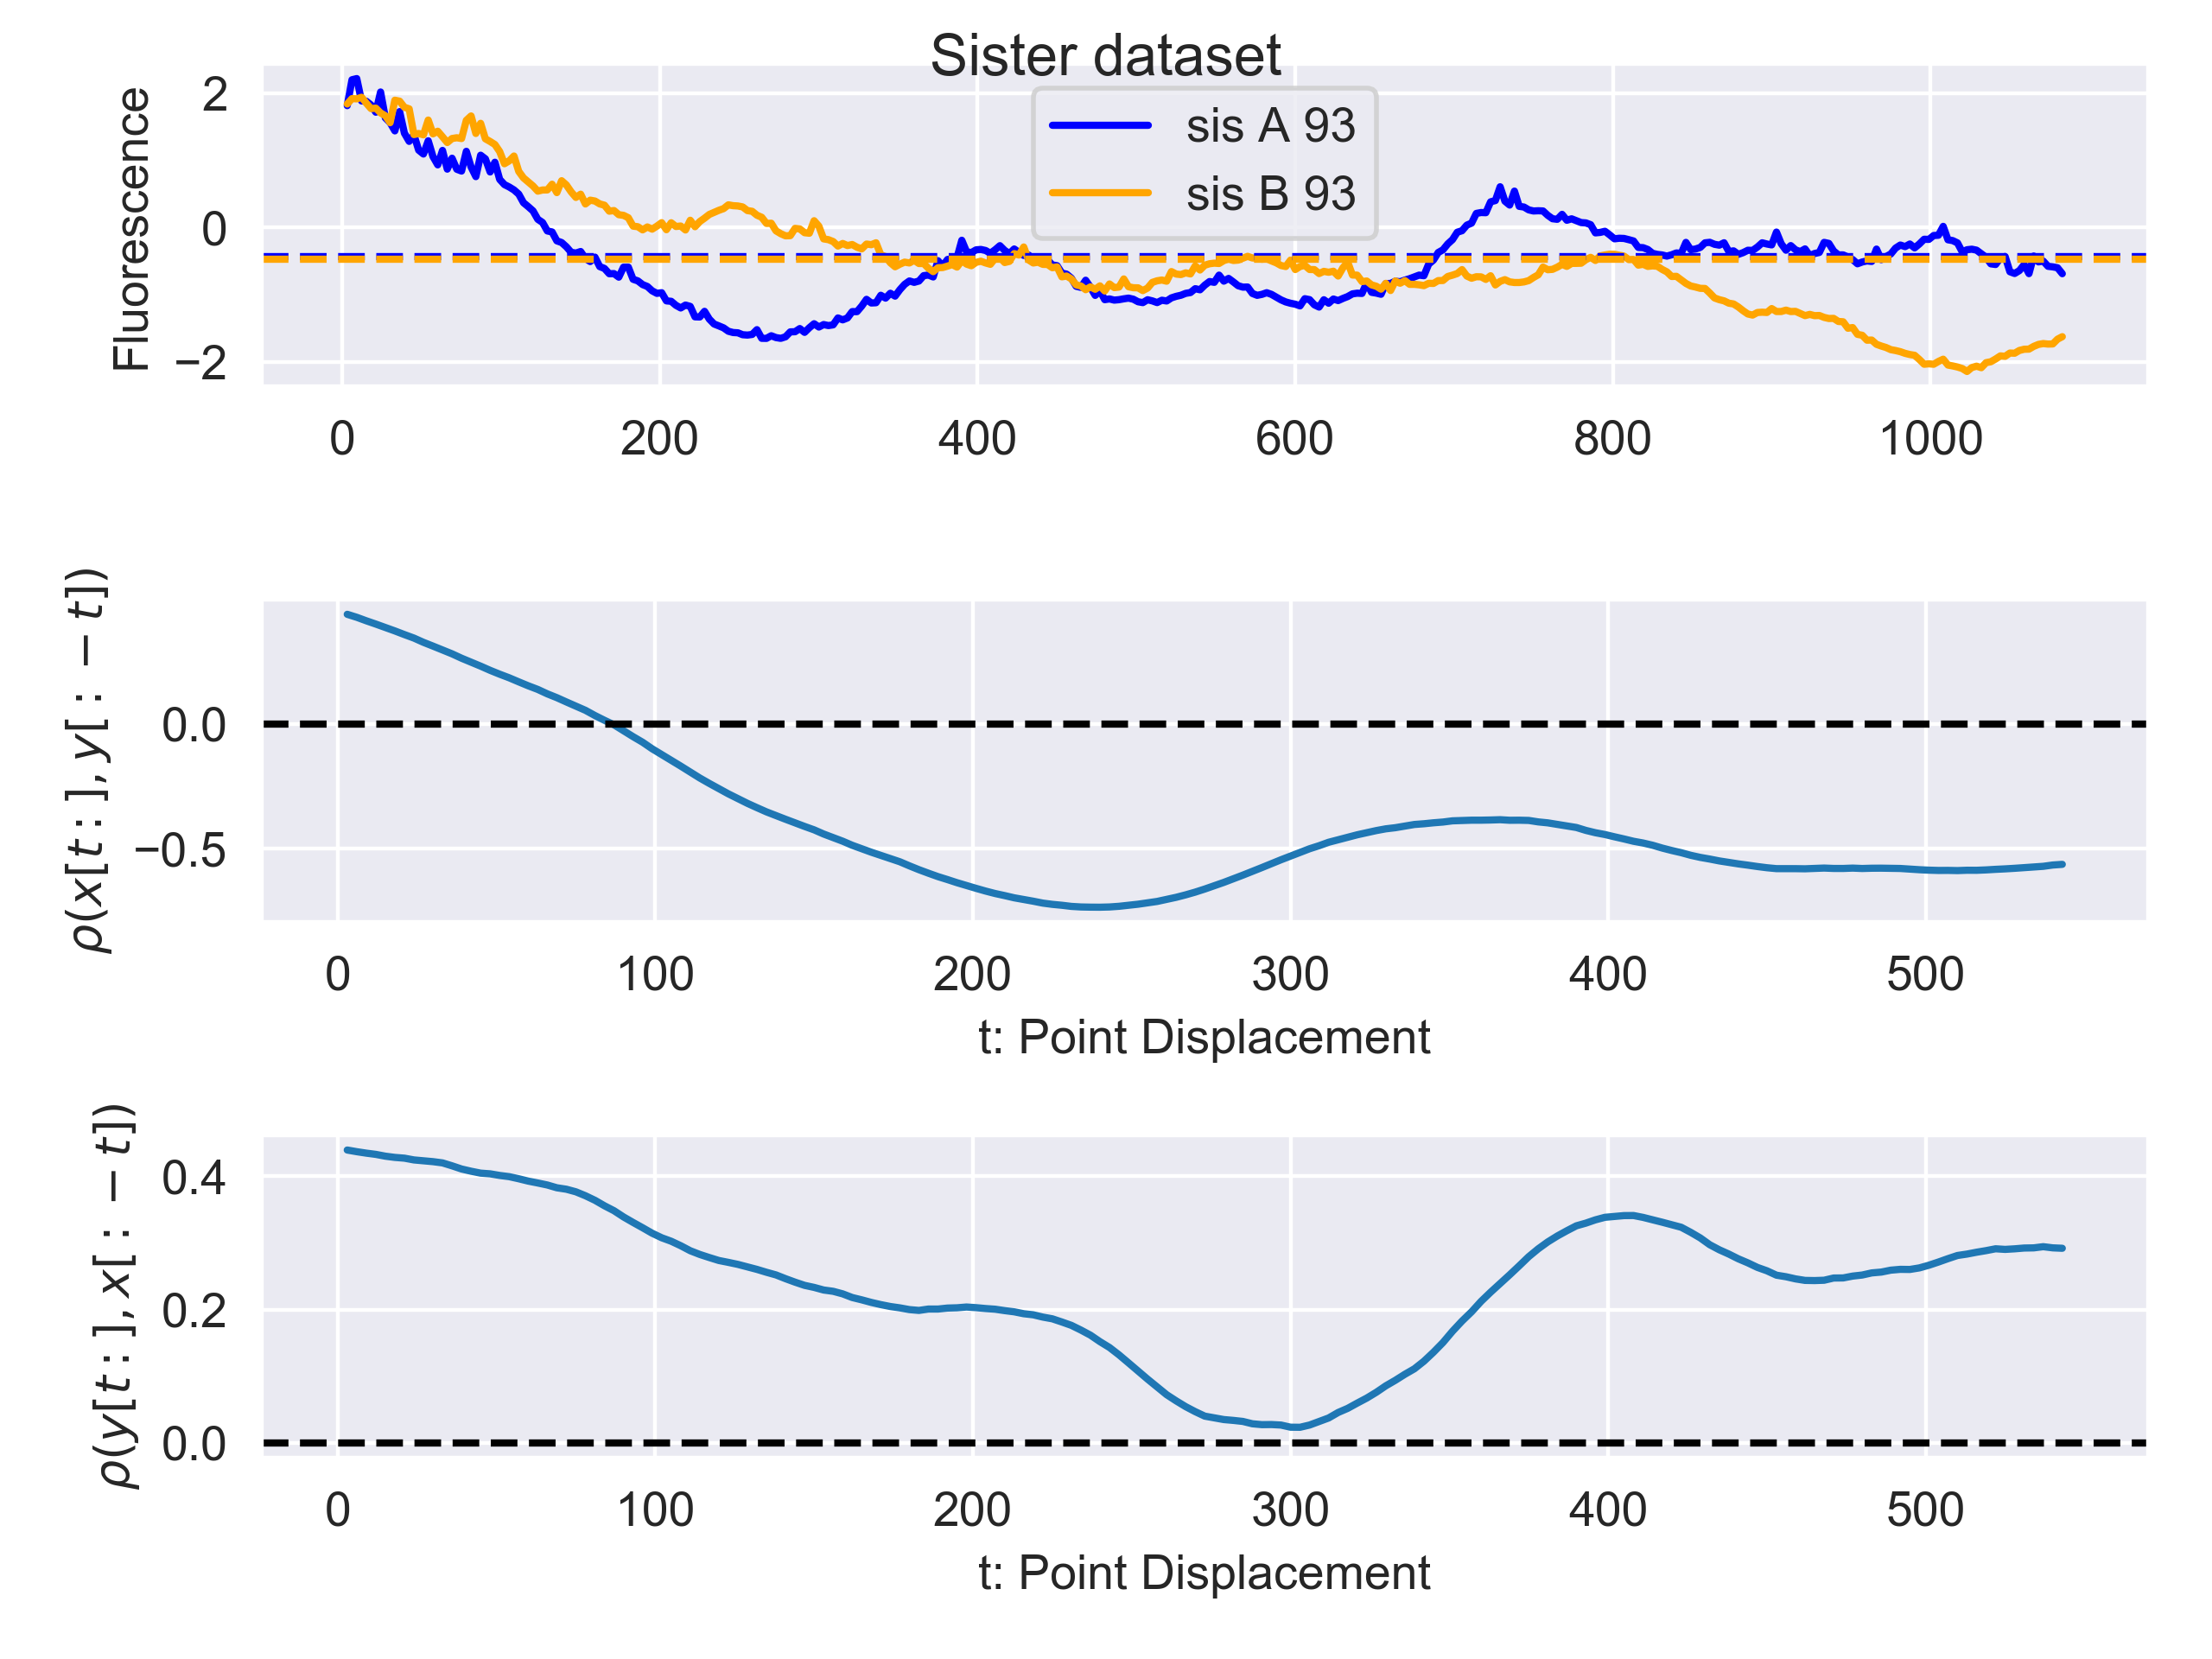 Sister dataset
Fluorescence
2
0
−2
sis A 93
sis B 93
0 200 400 600 800 1000
ρ(x[t:], y[:−t])
0.0
−0.5
0 100 200 300 400 500
t: Point Displacement
ρ(y[t:], x[:−t])
0.4
0.2
0.0
0 100 200 300 400 500
t: Point Displacement